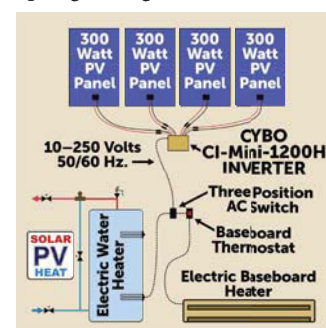 300 Watt PV Panel
300 Watt PV Panel
300 Watt PV Panel
300 Watt PV Panel
10–250 Volts
50/60 Hz.
CYBO
CI-Mini-1200H
INVERTER
Three Position
AC Switch
Baseboard
Thermostat
SOLAR
PV
HEAT
Electric Water
Heater
Electric Baseboard
Heater